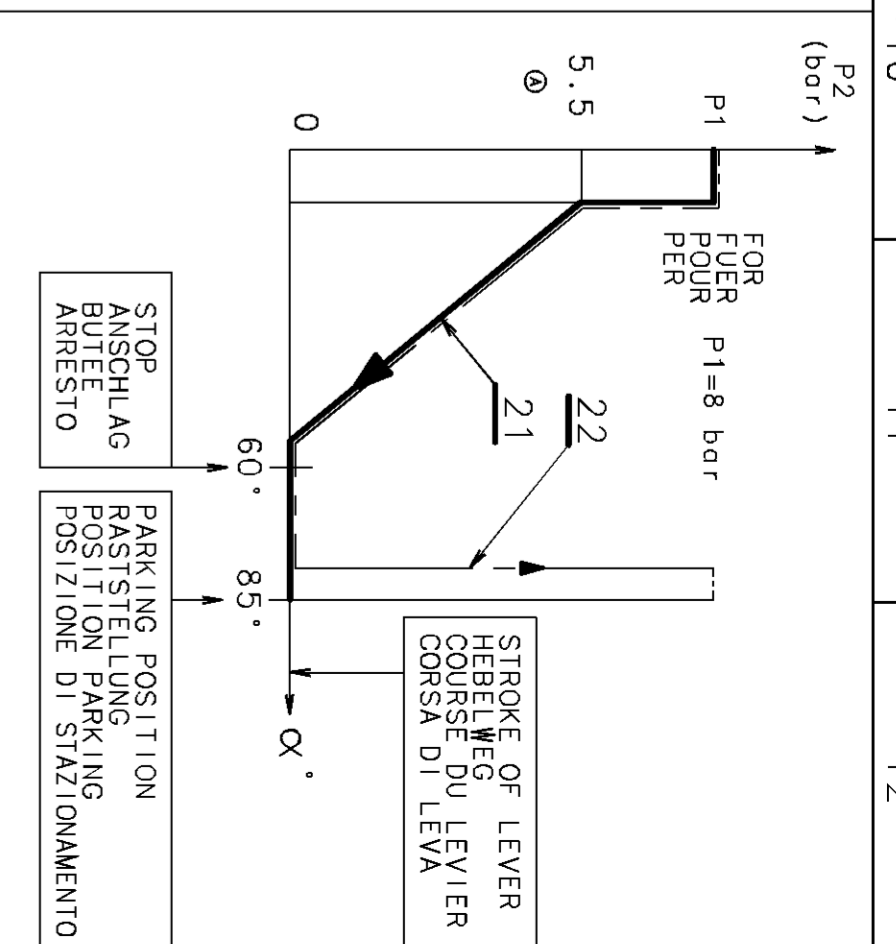 P2
(bar)
P1
5.5
A
0
FOR
FUER
POUR P1=8 bar
PER
22
21
60°
85°
α°
STROKE OF LEVER
HEBELWEG
COURSE DU LEVIER
CORSA DI LEVA
STOP
ANSCHLAG
BUTEE
ARRESTO
PARKING POSITION
RASTSTELLUNG
POSITION PARKING
POSIZIONE DI STAZIONAMENTO